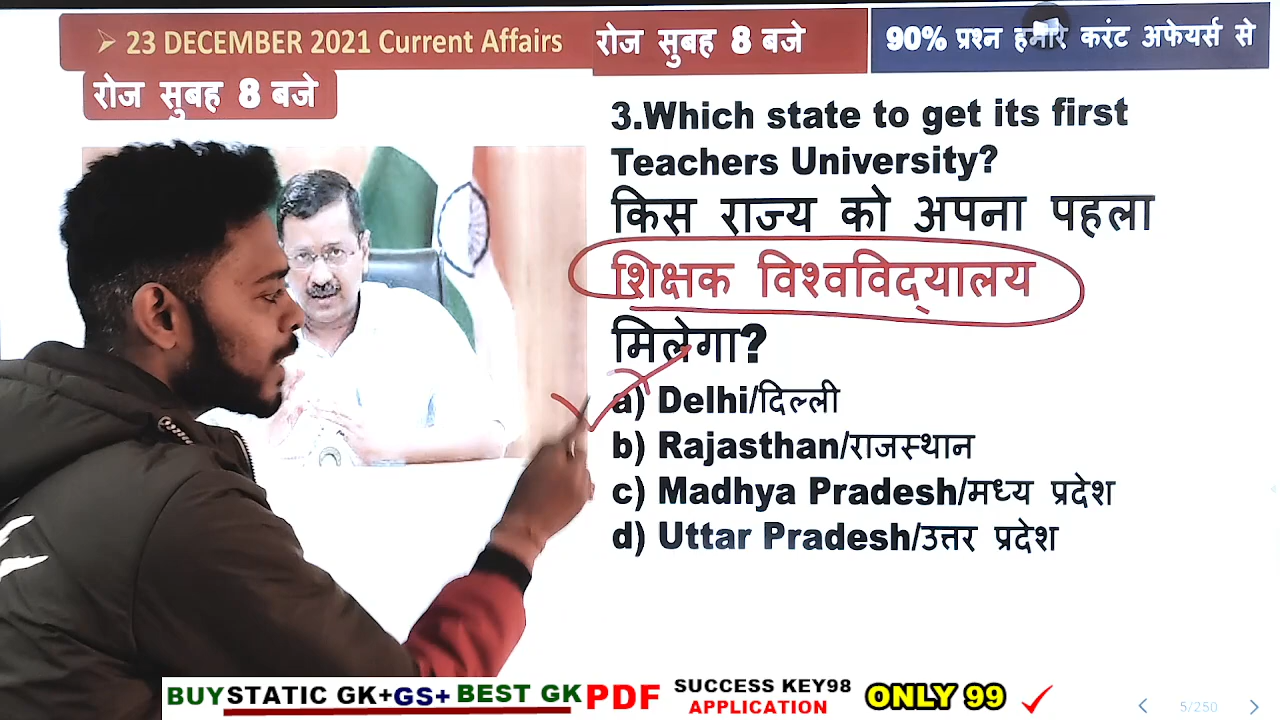 ➢ 23 DECEMBER 2021 Current Affairs
रोज सुबह 8 बजे
90% प्रश्न हमारे करंट अफेयर्स से
रोज सुबह 8 बजे
3.Which state to get its first
Teachers University?
किस राज्य को अपना पहला
शिक्षक विश्वविद्यालय
मिलेगा?
a) Delhi/दिल्ली
b) Rajasthan/राजस्थान
c) Madhya Pradesh/मध्य प्रदेश
d) Uttar Pradesh/उत्तर प्रदेश
BUY STATIC GK+GS+ BEST GK PDF
SUCCESS KEY98
APPLICATION
ONLY 99
5/250